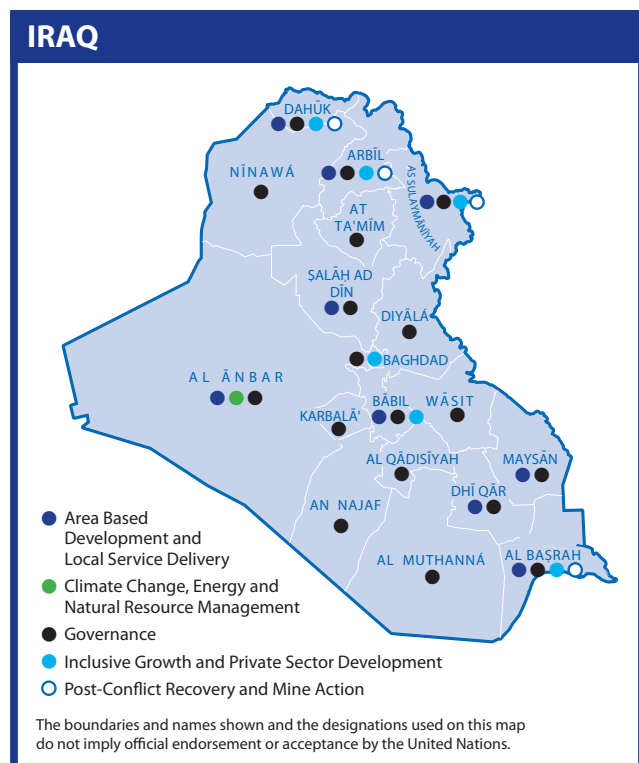 IRAQ
DAHŪK
ARBĪL
NĪNAWÁ
AS SULAYMĀNĪYAH
AT
TA'MĪM
ṢALĀḤ AD
DĪN
DIYĀLÁ
BAGHDAD
AL ĀNBAR
BĀBIL
WĀSIT
KARBALĀ'
AL QĀDISĪYAH
MAYSĀN
DHĪ QĀR
AN NAJAF
AL MUTHANNÁ
AL BAṢRAH
Area Based
Development and
Local Service Delivery
Climate Change, Energy and
Natural Resource Management
Governance
Inclusive Growth and Private Sector Development
Post-Conflict Recovery and Mine Action
The boundaries and names shown and the designations used on this map
do not imply official endorsement or acceptance by the United Nations.